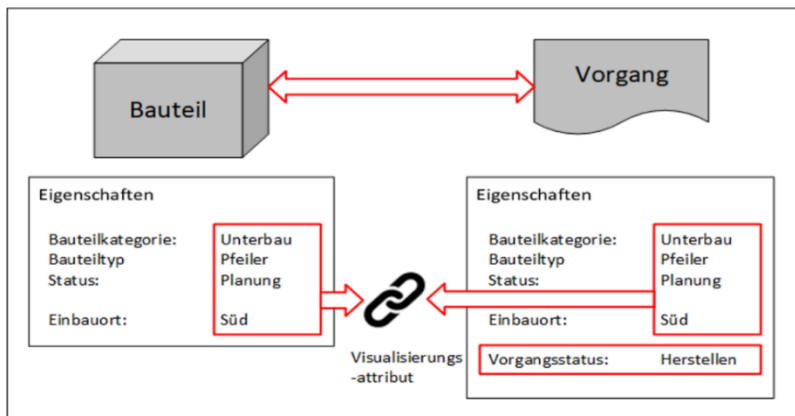 Bauteil
Vorgang
Eigenschaften
Bauteilkategorie: Unterbau
Bauteiltyp Pfeiler
Status: Planung
Einbauort: Süd
Visualisierungs
-attribut
Eigenschaften
Bauteilkategorie: Unterbau
Bauteiltyp Pfeiler
Status: Planung
Einbauort: Süd
Vorgangsstatus: Herstellen